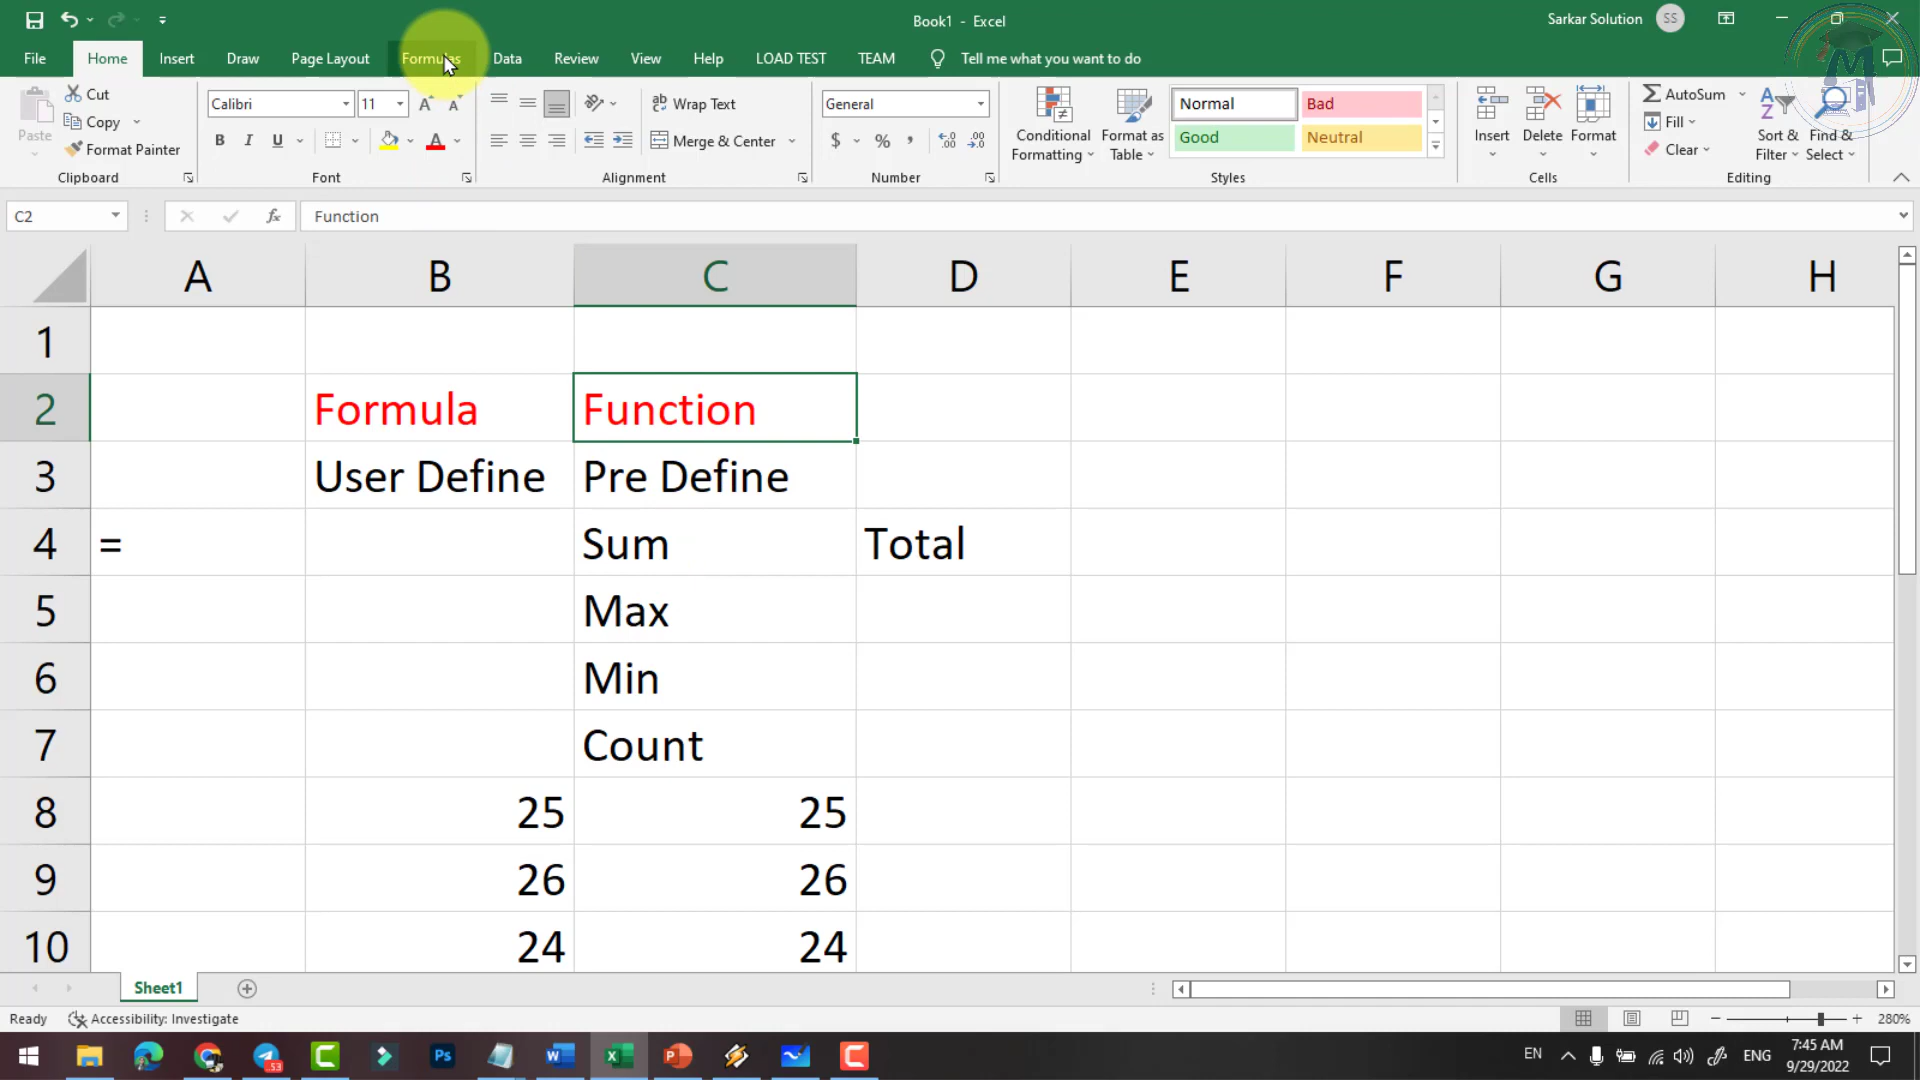 Book1 - Excel
Sarkar Solution SS
File Home Insert Draw Page Layout Formulas Data Review View Help LOAD TEST TEAM Tell me what you want to do
Paste Cut Copy Format Painter Clipboard
Calibri 11 A A B I U A Font
ab Wrap Text Merge & Center Alignment
General $ % , Number
Conditional Formatting Format as Table Normal Bad Good Neutral Styles
Insert Delete Format Cells
AutoSum Fill Clear Sort & Filter Find & Select Editing
C2 fx Function
A B C D E F G H
1
2 Formula Function
3 User Define Pre Define
4 = Sum Total
5 Max
6 Min
7 Count
8 25 25
9 26 26
10 24 24
Sheet1
Ready Accessibility: Investigate 280%
53 Ps EN ENG 7:45 AM
9/29/2022